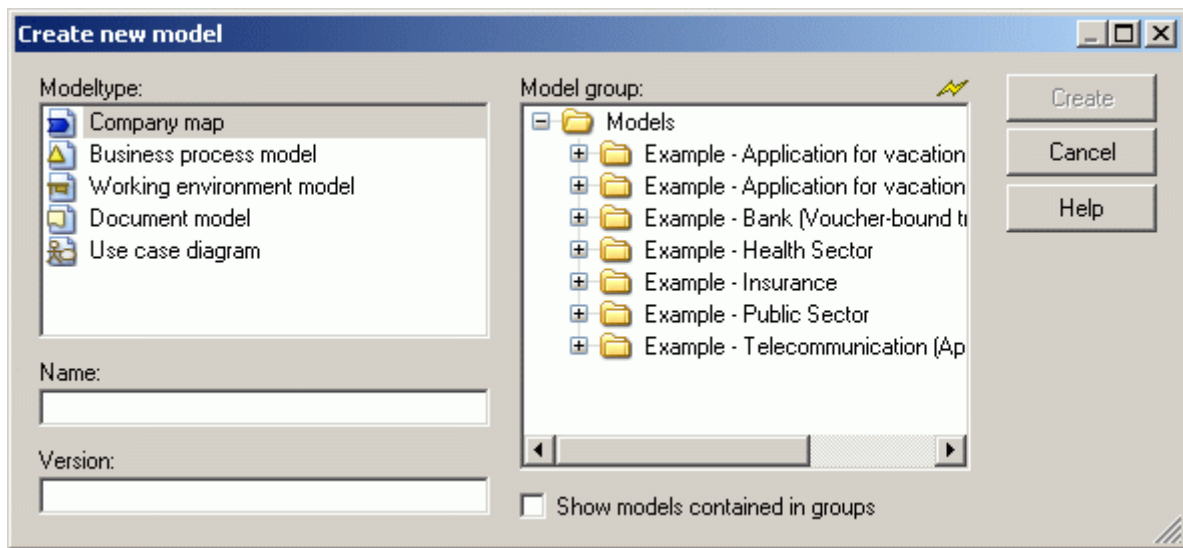 Create new model
Modeltype:
Company map
Business process model
Working environment model
Document model
Use case diagram
Name:
Version:
Model group:
Models
Example - Application for vacation
Example - Application for vacation
Example - Bank (Voucher-bound
Example - Health Sector
Example - Insurance
Example - Public Sector
Example - Telecommunication (Ap
Show models contained in groups
Create
Cancel
Help